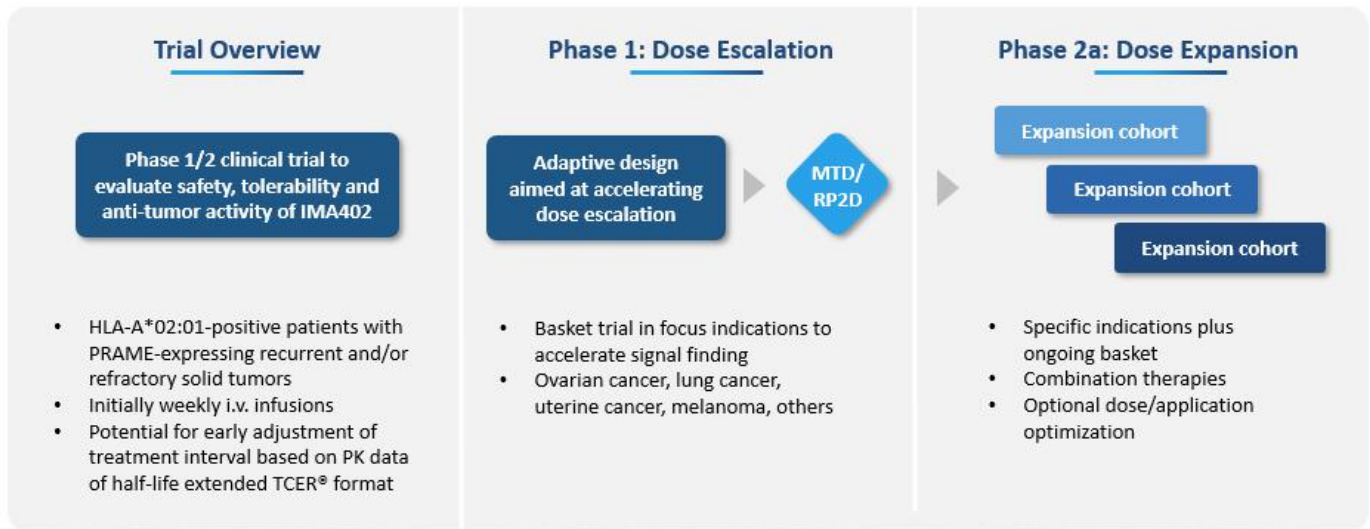 Trial Overview
Phase 1/2 clinical trial to
evaluate safety, tolerability and
anti-tumor activity of IMA402
• HLA-A*02:01-positive patients with
PRAME-expressing recurrent and/or
refractory solid tumors
• Initially weekly i.v. infusions
• Potential for early adjustment of
treatment interval based on PK data
of half-life extended TCER® format
Phase 1: Dose Escalation
Adaptive design
aimed at accelerating
dose escalation
MTD/
RP2D
• Basket trial in focus indications to
accelerate signal finding
• Ovarian cancer, lung cancer,
uterine cancer, melanoma, others
Phase 2a: Dose Expansion
Expansion cohort
Expansion cohort
Expansion cohort
• Specific indications plus
ongoing basket
• Combination therapies
• Optional dose/application
optimization